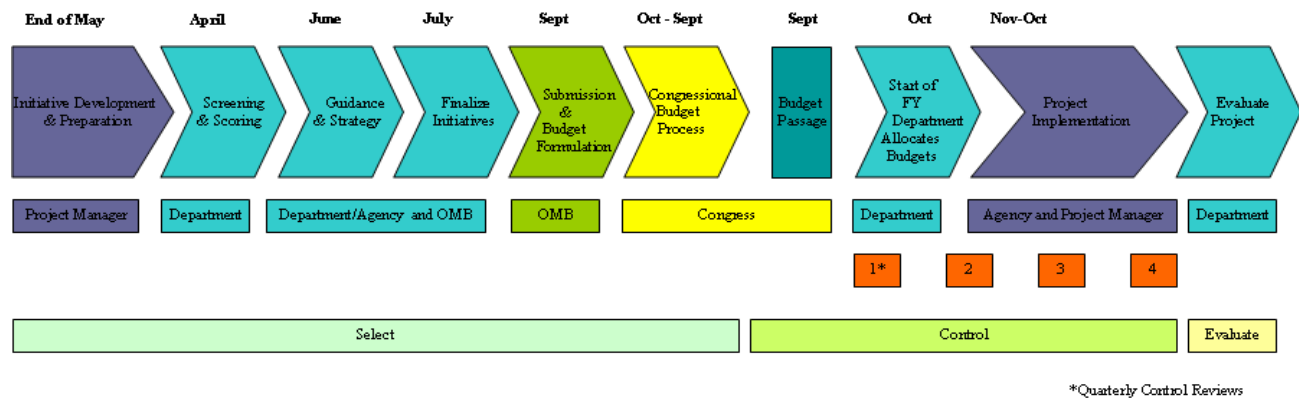 End of May
April
June
July
Sept
Oct - Sept
Sept
Oct
Nov-Oct
Initiative Development
& Preparation
Screening
& Scoring
Guidance
& Strategy
Finalize
Initiatives
Submission
&
Budget
Formulation
Congressional
Budget
Process
Budget
Passage
Start of
FY
Department
Allocates
Budgets
Project
Implementation
Evaluate
Project
Project Manager
Department
Department/Agency and OMB
OMB
Congress
Department
Agency and Project Manager
Department
1*
2
3
4
Select
Control
Evaluate
*Quarterly Control Reviews